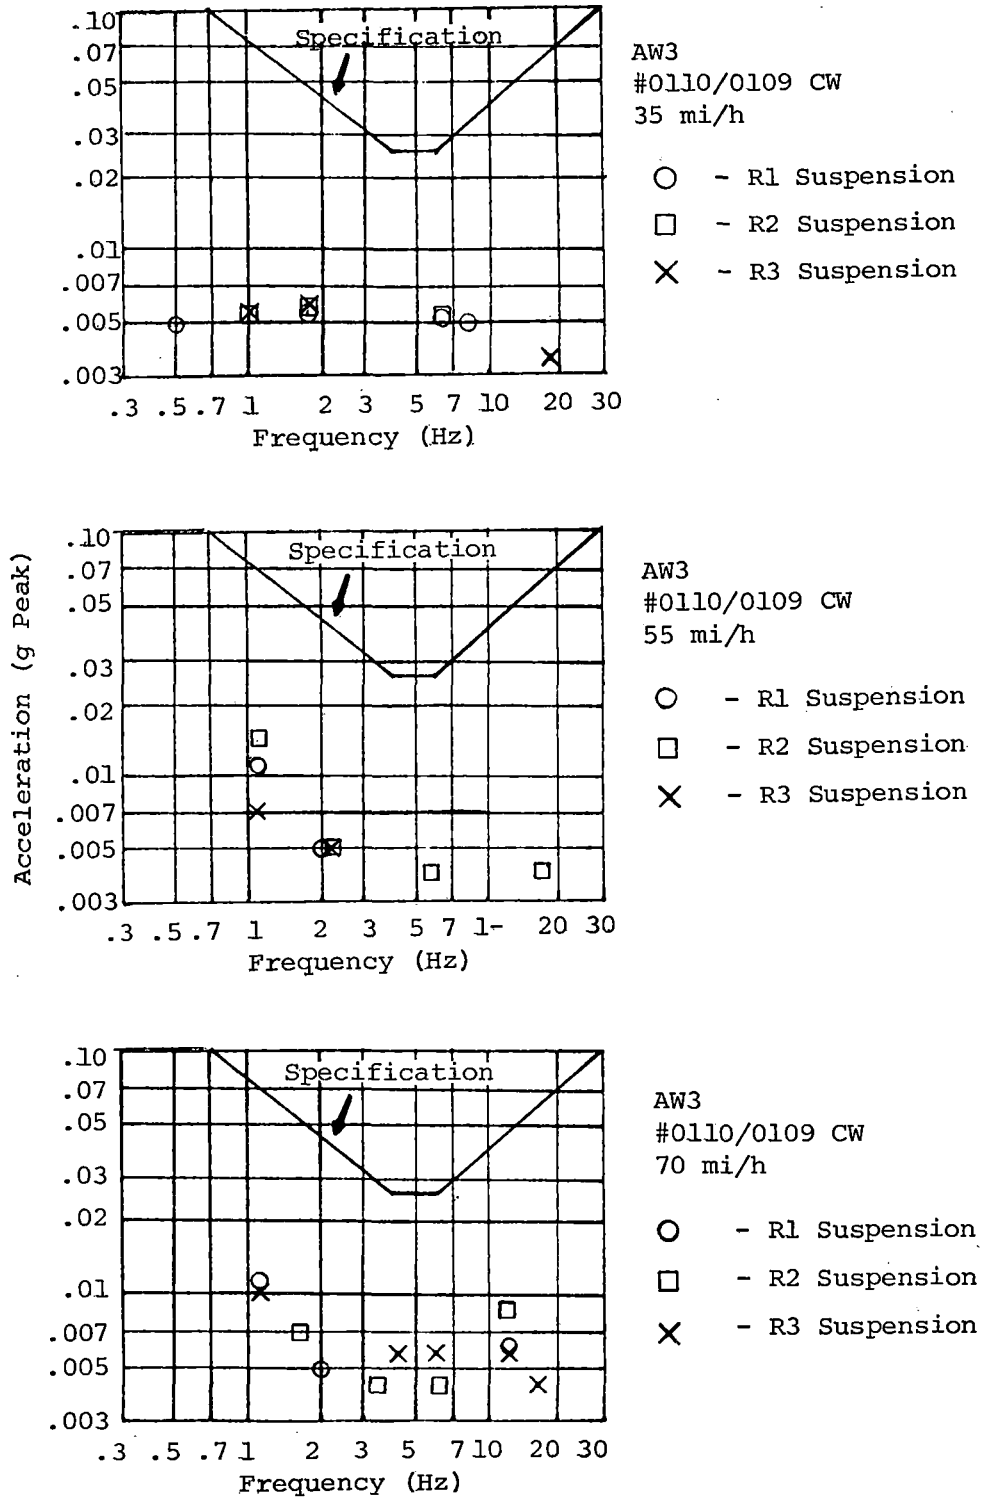 .10
.07
.05
.03
.02
.01
.007
.005
.003
Specification
.3 .5 .7 1 2 3 5 7 10 20 30
Frequency (Hz)
AW3
#0110/0109 CW
35 mi/h
- R1 Suspension
- R2 Suspension
- R3 Suspension
Acceleration (g Peak)
.10
.07
.05
.03
.02
.01
.007
.005
.003
Specification
.3 .5 .7 1 2 3 5 7 1- 20 30
Frequency (Hz)
AW3
#0110/0109 CW
55 mi/h
- R1 Suspension
- R2 Suspension
- R3 Suspension
.10
.07
.05
.03
.02
.01
.007
.005
.003
Specification
.3 .5 .7 1 2 3 5 7 10 20 30
Frequency (Hz)
AW3
#0110/0109 CW
70 mi/h
- R1 Suspension
- R2 Suspension
- R3 Suspension